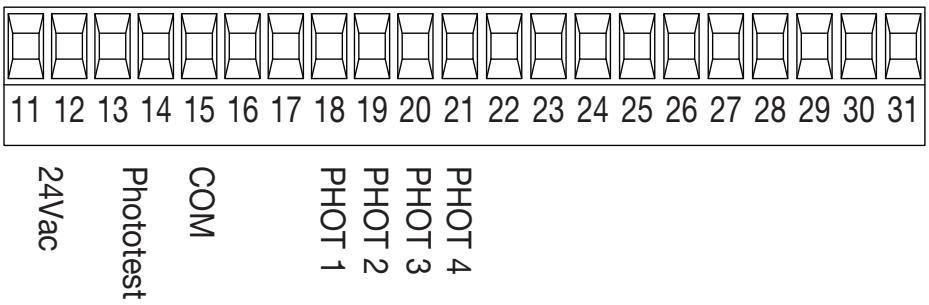 11 12 13 14 15 16 17 18 19 20 21 22 23 24 25 26 27 28 29 30 31
24Vac
Phototest
COM
PHOT 1
PHOT 2
PHOT 3
PHOT 4